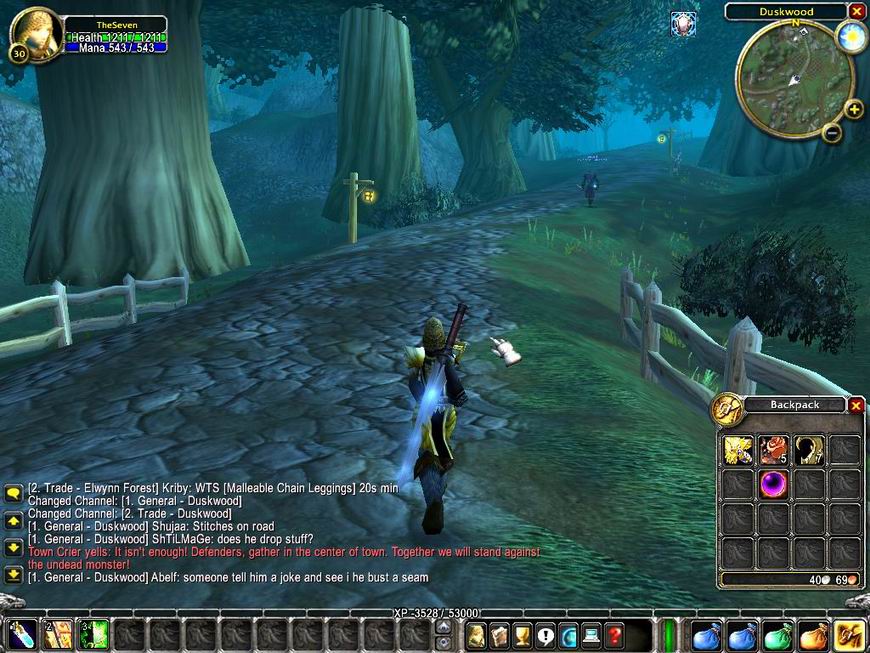 TheSeven
Health 1211 / 1211
Mana 543 / 543
30
Duskwood
N
Backpack
5
[2. Trade - Elwynn Forest] Kriby: WTS [Malleable Chain Leggings] 20s min
Changed Channel: [1. General - Duskwood]
Changed Channel: [2. Trade - Duskwood]
[1. General - Duskwood] Shujaa: Stitches on road
[1. General - Duskwood] ShTiLMaGe: does he drop stuff?
Town Crier yells: It isn't enough! Defenders, gather in the center of town. Together we will stand against
the undead monster!
[1. General - Duskwood] Abelf: someone tell him a joke and see i he bust a seam
40 69
XP -3528 / 53000
1 2 3